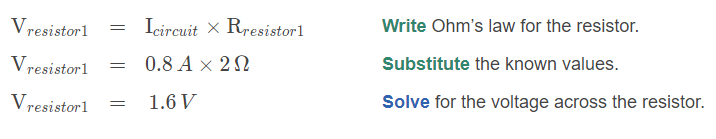 V_resistor1 = I_circuit × R_resistor1 Write Ohm’s law for the resistor.
V_resistor1 = 0.8 A × 2 Ω Substitute the known values.
V_resistor1 = 1.6 V Solve for the voltage across the resistor.